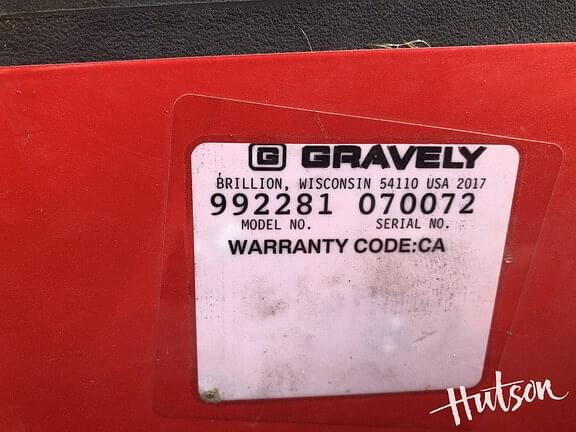 G GRAVELY
BRILLION, WISCONSIN 54110 USA 2017
992281 070072
MODEL NO. SERIAL NO.
WARRANTY CODE:CA
Hutson